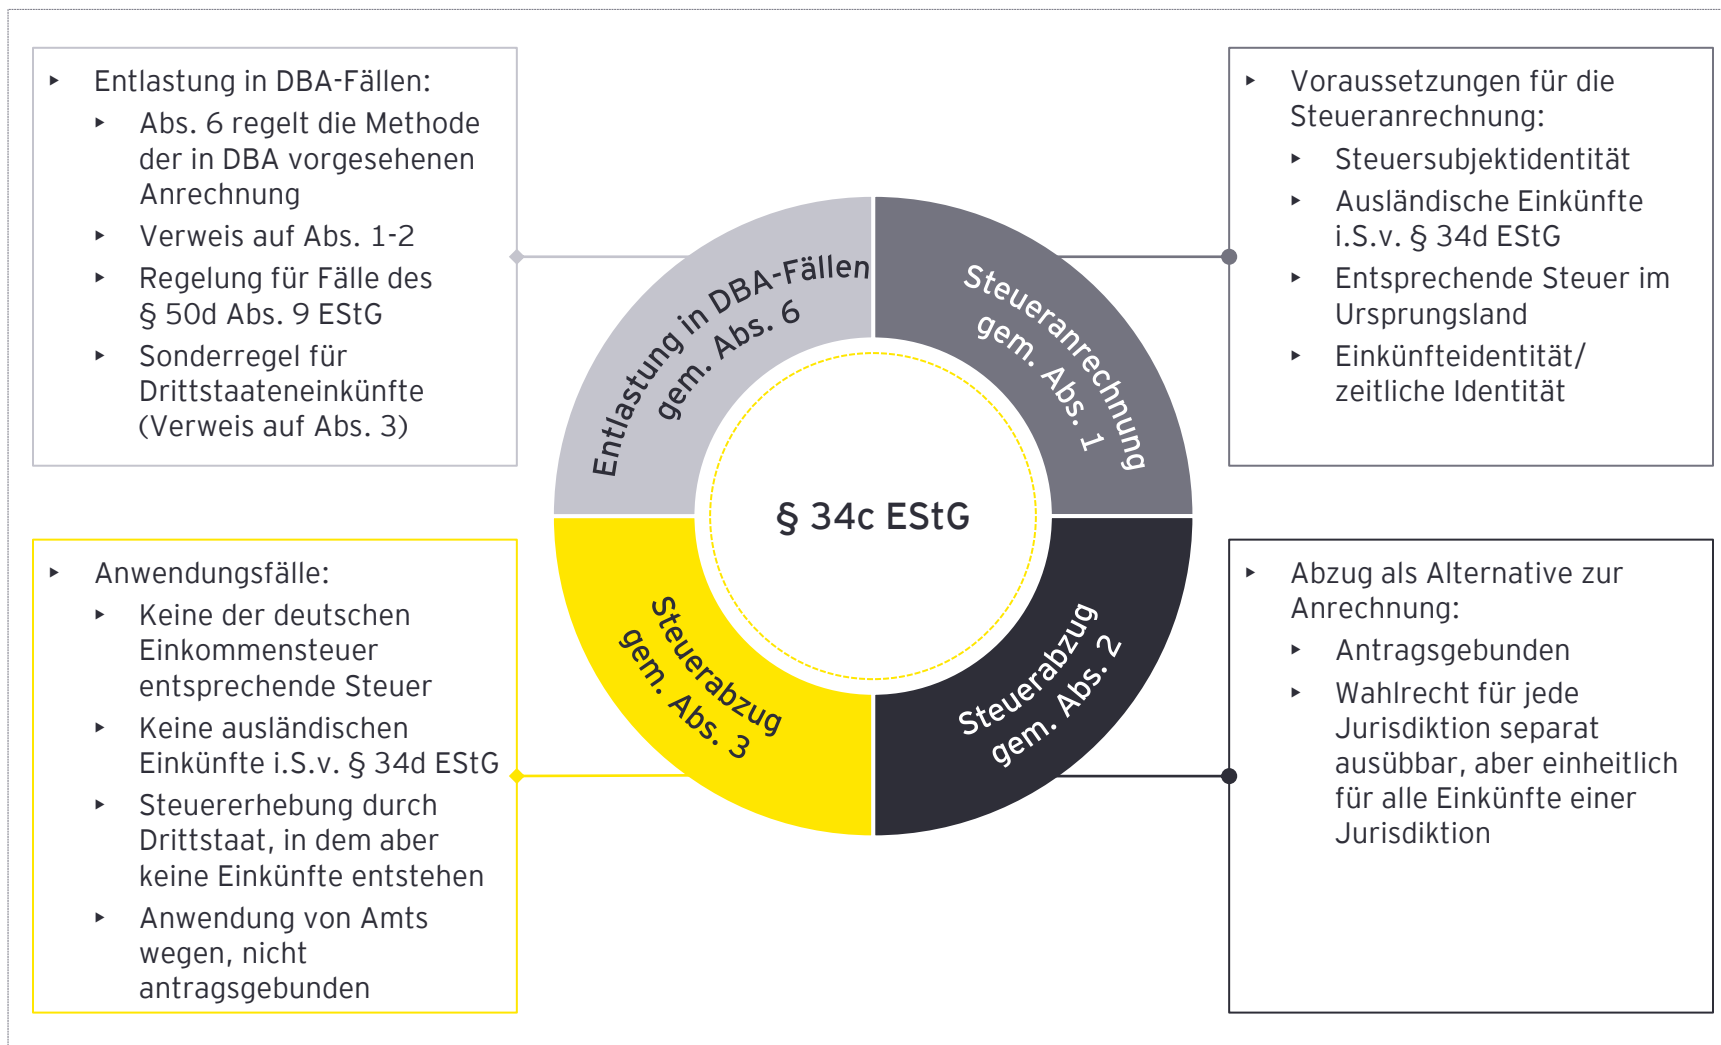 ▸ Entlastung in DBA-Fällen:
▸ Abs. 6 regelt die Methode
der in DBA vorgesehenen
Anrechnung
▸ Verweis auf Abs. 1-2
▸ Regelung für Fälle des
§ 50d Abs. 9 EStG
▸ Sonderregel für
Drittstaateneinkünfte
(Verweis auf Abs. 3)
▸ Voraussetzungen für die
Steueranrechnung:
▸ Steuersubjektidentität
▸ Ausländische Einkünfte
i.S.v. § 34d EStG
▸ Entsprechende Steuer im
Ursprungsland
▸ Einkünfteidentität/
zeitliche Identität
Entlastung in DBA-Fällen
gem. Abs. 6
Steueranrechnung
gem. Abs. 1
§ 34c EStG
Steuerabzug
gem. Abs. 3
Steuerabzug
gem. Abs. 2
▸ Anwendungsfälle:
▸ Keine der deutschen
Einkommensteuer
entsprechende Steuer
▸ Keine ausländischen
Einkünfte i.S.v. § 34d EStG
▸ Steuererhebung durch
Drittstaat, in dem aber
keine Einkünfte entstehen
▸ Anwendung von Amts
wegen, nicht
antragsgebunden
▸ Abzug als Alternative zur
Anrechnung:
▸ Antragsgebunden
▸ Wahlrecht für jede
Jurisdiktion separat
ausübbar, aber einheitlich
für alle Einkünfte einer
Jurisdiktion